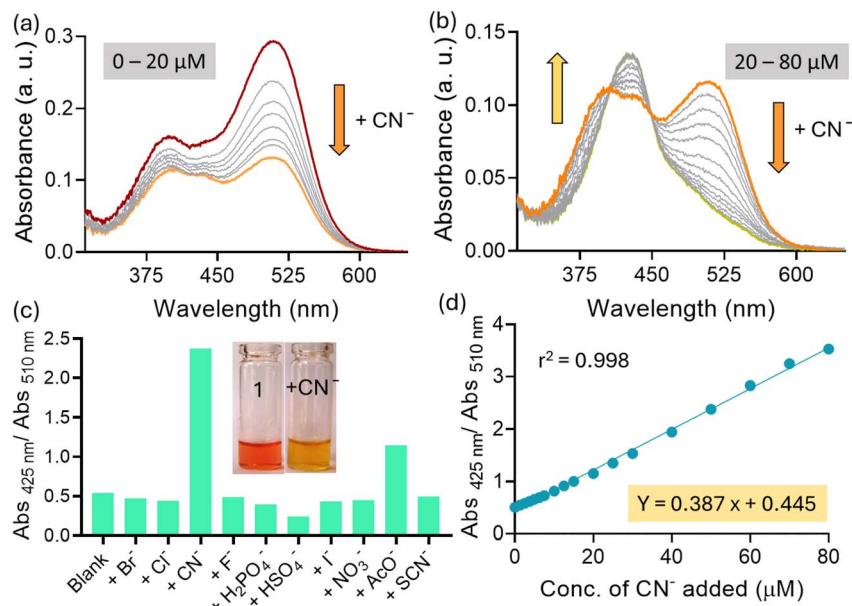 (a)
Absorbance (a. u.)
0.3
0.2
0.1
0.0
0 – 20 μM
+ CN⁻
375 450 525 600
Wavelength (nm)
(b)
Absorbance (a. u.)
0.15
0.10
0.05
0.00
20 – 80 μM
+ CN⁻
375 450 525 600
Wavelength (nm)
(c)
Abs 425 nm/ Abs 510 nm
2.5
2.0
1.5
1.0
0.5
0.0
1
+CN⁻
Blank
+ Br⁻
+ Cl⁻
+ CN⁻
+ F⁻
+ H₂PO₄⁻
+ HSO₄⁻
+ I⁻
+ NO₃⁻
+ AcO⁻
+ SCN⁻
(d)
Abs 425 nm/ Abs 510 nm
4
3
2
1
0
r² = 0.998
Y = 0.387 x + 0.445
0 20 40 60 80
Conc. of CN⁻ added (μM)